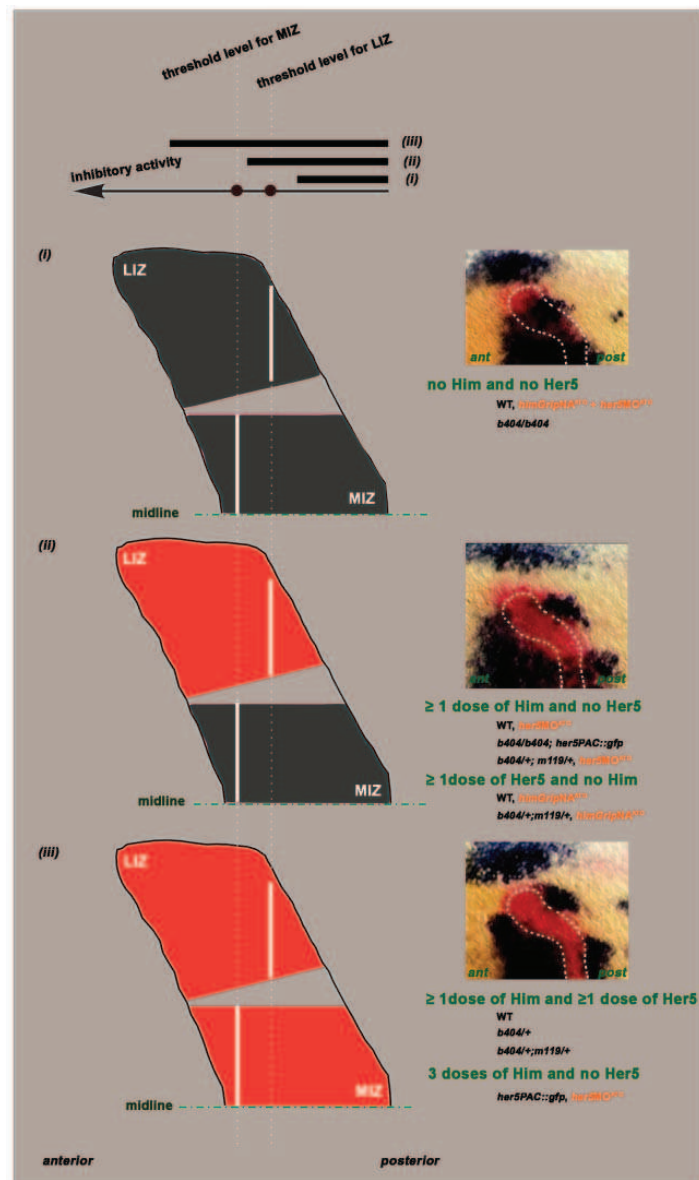 threshold level for MIZ
threshold level for LIZ
(iii)
(ii)
(i)
inhibitory activity
(i)
LIZ
MIZ
midline
ant
post
no Him and no Her5
WT,
b404/b404
(ii)
LIZ
MIZ
midline
ant
post
≥ 1 dose of Him and no Her5
WT,
b404/b404; her5PAC::gfp
b404/+; m119/+,
≥ 1dose of Her5 and no Him
WT,
b404/+;m119/+,
(iii)
LIZ
MIZ
midline
ant
post
≥ 1dose of Him and ≥1 dose of Her5
WT
b404/+
b404/+;m119/+
3 doses of Him and no Her5
her5PAC::gfp,
anterior
posterior